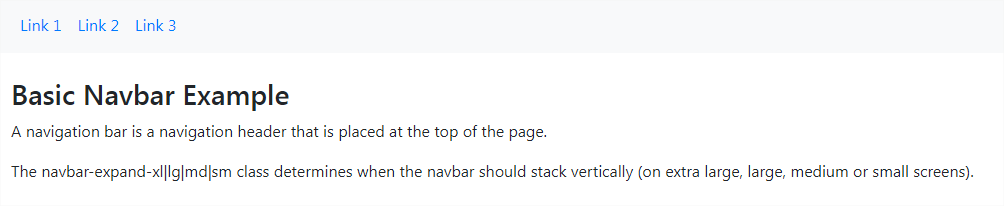 Link 1 Link 2 Link 3
Basic Navbar Example
A navigation bar is a navigation header that is placed at the top of the page.
The navbar-expand-xl|lg|md|sm class determines when the navbar should stack vertically (on extra large, large, medium or small screens).